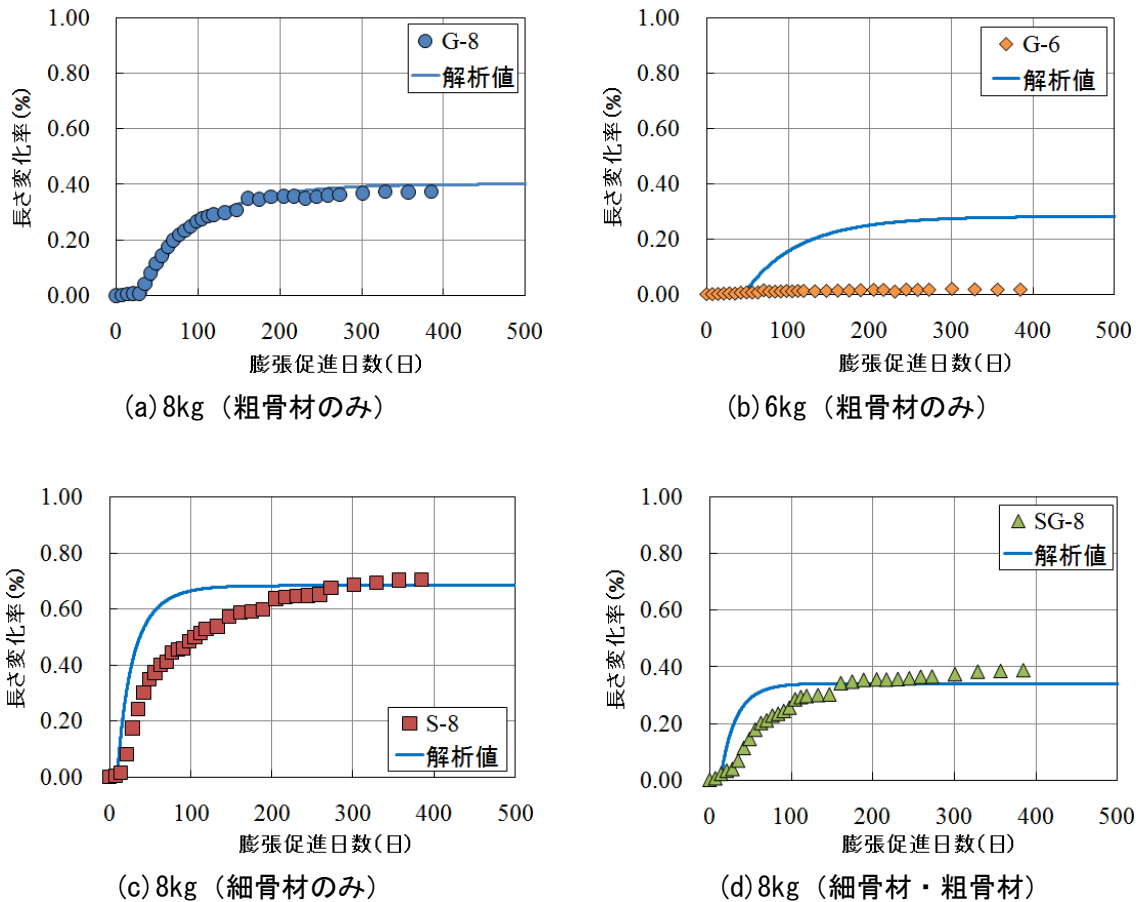 1.00
0.80
0.60
0.40
0.20
0.00
長さ変化率(%)
G-8
解析値
0 100 200 300 400 500
膨張促進日数(日)
(a)8kg（粗骨材のみ）
1.00
0.80
0.60
0.40
0.20
0.00
長さ変化率(%)
G-6
解析値
0 100 200 300 400 500
膨張促進日数(日)
(b)6kg（粗骨材のみ）
1.00
0.80
0.60
0.40
0.20
0.00
長さ変化率(%)
S-8
解析値
0 100 200 300 400 500
膨張促進日数(日)
(c)8kg（細骨材のみ）
1.00
0.80
0.60
0.40
0.20
0.00
長さ変化率(%)
SG-8
解析値
0 100 200 300 400 500
膨張促進日数(日)
(d)8kg（細骨材・粗骨材）